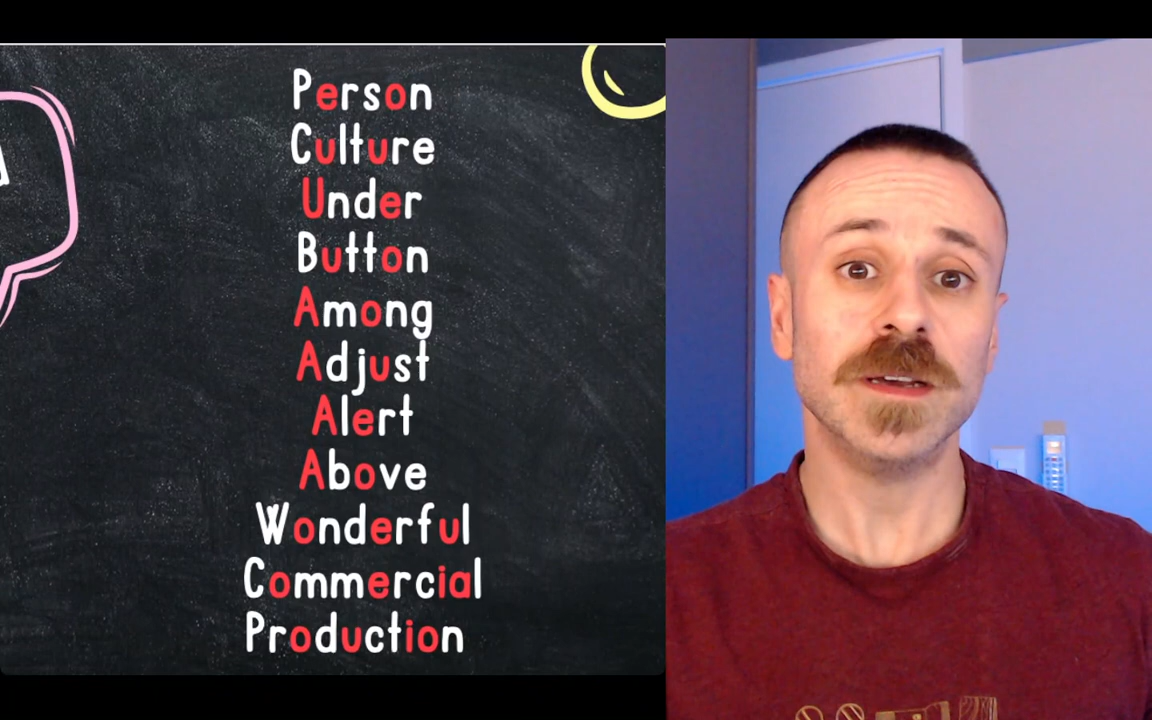 Person
Culture
Under
Button
Among
Adjust
Alert
Above
Wonderful
Commercial
Production